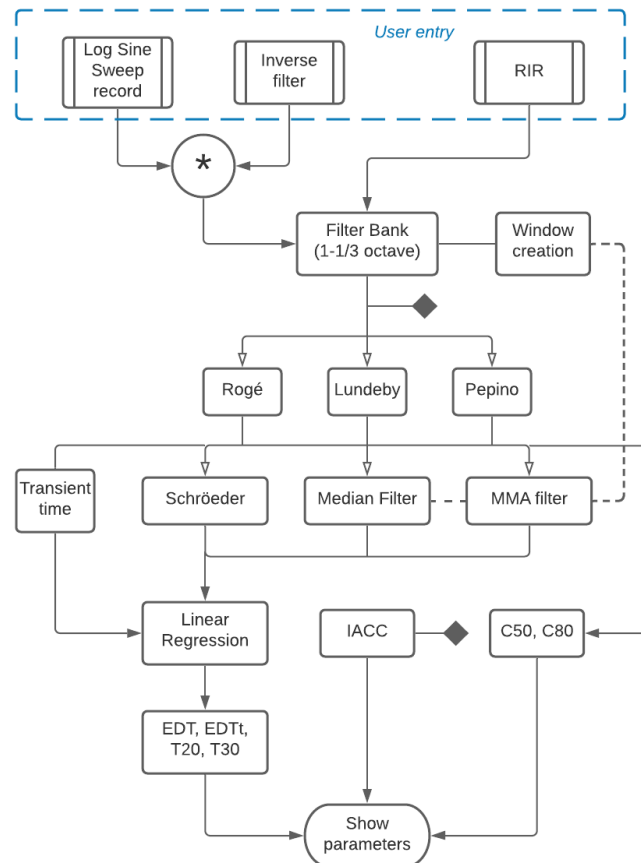 User entry
Log Sine
Sweep
record
Inverse
filter
RIR
*
Filter Bank
(1-1/3 octave)
Window
creation
Rogé
Lundeby
Pepino
Transient
time
Schröeder
Median Filter
MMA filter
Linear
Regression
IACC
C50, C80
EDT, EDTt,
T20, T30
Show
parameters